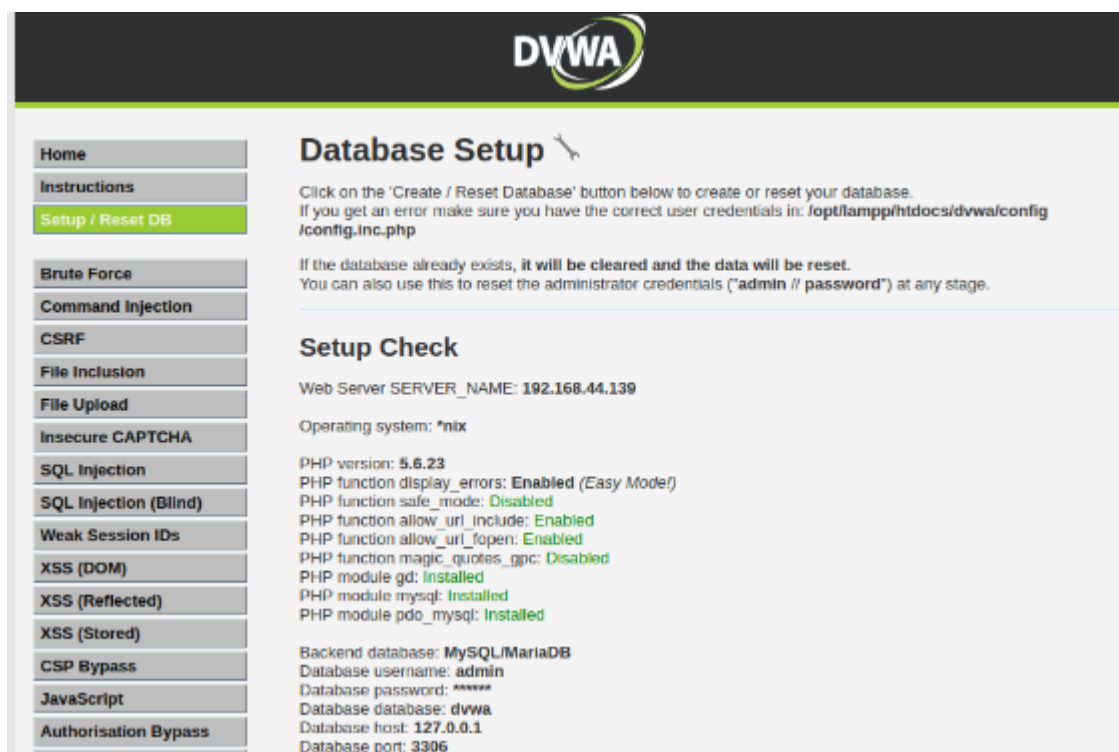 DVWA
Home
Instructions
Setup / Reset DB
Brute Force
Command Injection
CSRF
File Inclusion
File Upload
Insecure CAPTCHA
SQL Injection
SQL Injection (Blind)
Weak Session IDs
XSS (DOM)
XSS (Reflected)
XSS (Stored)
CSP Bypass
JavaScript
Authorisation Bypass
Database Setup
Click on the 'Create / Reset Database' button below to create or reset your database.
If you get an error make sure you have the correct user credentials in: /opt/lampp/htdocs/dvwa/config
/config.inc.php
If the database already exists, it will be cleared and the data will be reset.
You can also use this to reset the administrator credentials ("admin // password") at any stage.
Setup Check
Web Server SERVER_NAME: 192.168.44.139
Operating system: *nix
PHP version: 5.6.23
PHP function display_errors: Enabled (Easy Mode!)
PHP function safe_mode: Disabled
PHP function allow_url_include: Enabled
PHP function allow_url_fopen: Enabled
PHP function magic_quotes_gpc: Disabled
PHP module gd: Installed
PHP module mysql: Installed
PHP module pdo_mysql: Installed
Backend database: MySQL/MariaDB
Database username: admin
Database password: ******
Database database: dvwa
Database host: 127.0.0.1
Database port: 3306